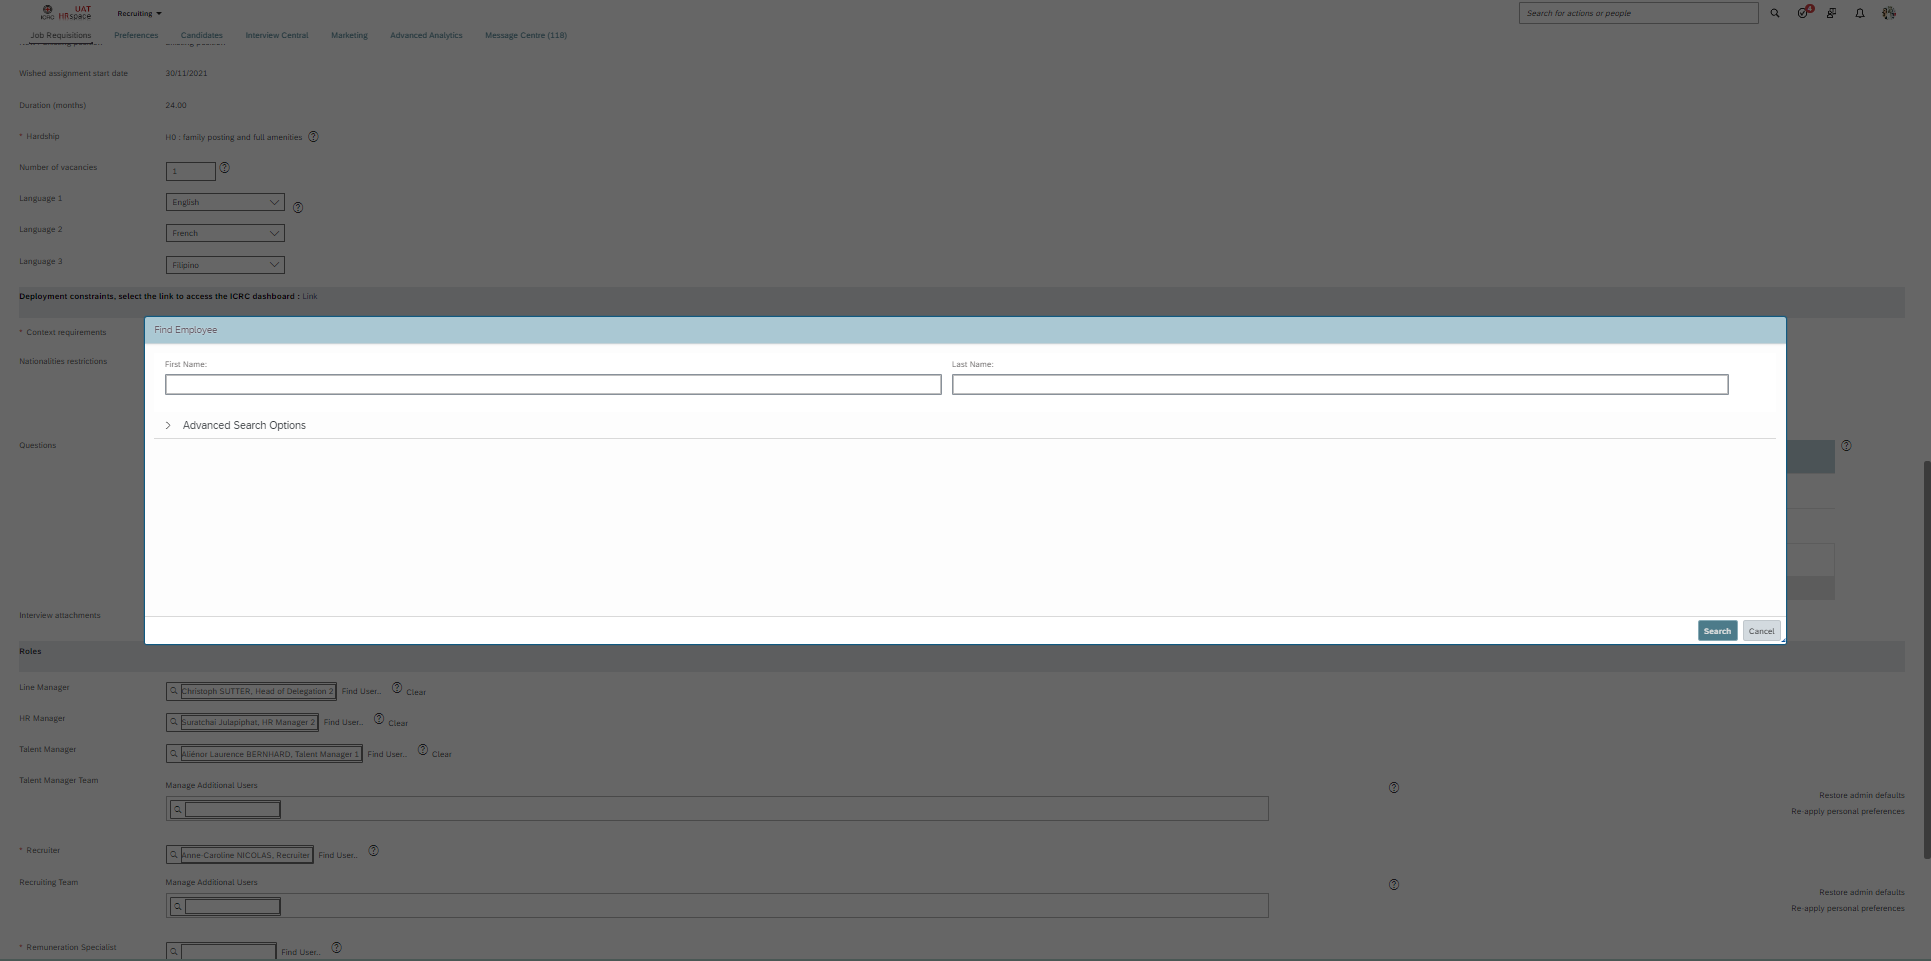 UAT
ICRC HRspace
Recruiting
Search for actions or people
4
Job Requisitions
Preferences
Candidates
Interview Central
Marketing
Advanced Analytics
Message Centre (118)
Wished assignment start date
30/11/2021
Duration (months)
24.00
* Hardship
H0 : family posting and full amenities
Number of vacancies
1
Language 1
English
Language 2
French
Language 3
Filipino
Deployment constraints, select the link to access the ICRC dashboard : Link
* Context requirements
Nationalities restrictions
Find Employee
First Name:
Last Name:
Advanced Search Options
Questions
Interview attachments
Search
Cancel
Roles
Line Manager
Christoph SUTTER, Head of Delegation 2
Find User..
Clear
HR Manager
Suratchai Julapiphat, HR Manager 2
Find User..
Clear
Talent Manager
Aliénor Laurence BERNHARD, Talent Manager 1
Find User..
Clear
Talent Manager Team
Manage Additional Users
Restore admin defaults
Re-apply personal preferences
* Recruiter
Anne-Caroline NICOLAS, Recruiter
Find User..
Recruiting Team
Manage Additional Users
Restore admin defaults
Re-apply personal preferences
* Remuneration Specialist
Find User..